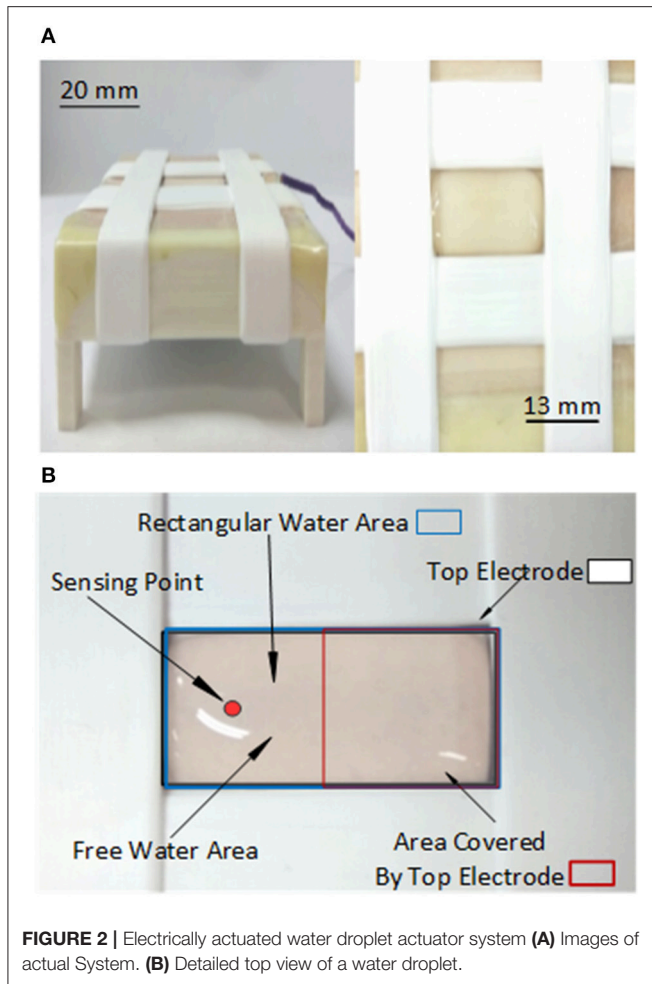 A
20 mm
13 mm
B
Rectangular Water Area
Sensing Point
Top Electrode
Free Water Area
Area Covered
By Top Electrode
FIGURE 2 | Electrically actuated water droplet actuator system (A) Images of
actual System. (B) Detailed top view of a water droplet.